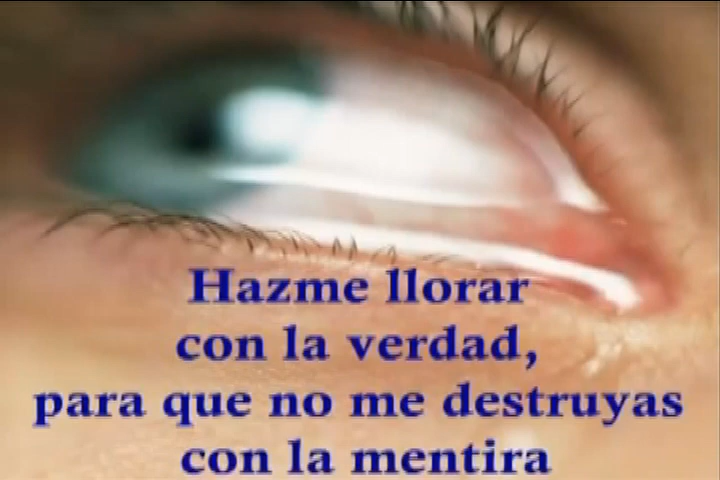 Hazme llorar
con la verdad,
para que no me destruyas
con la mentira